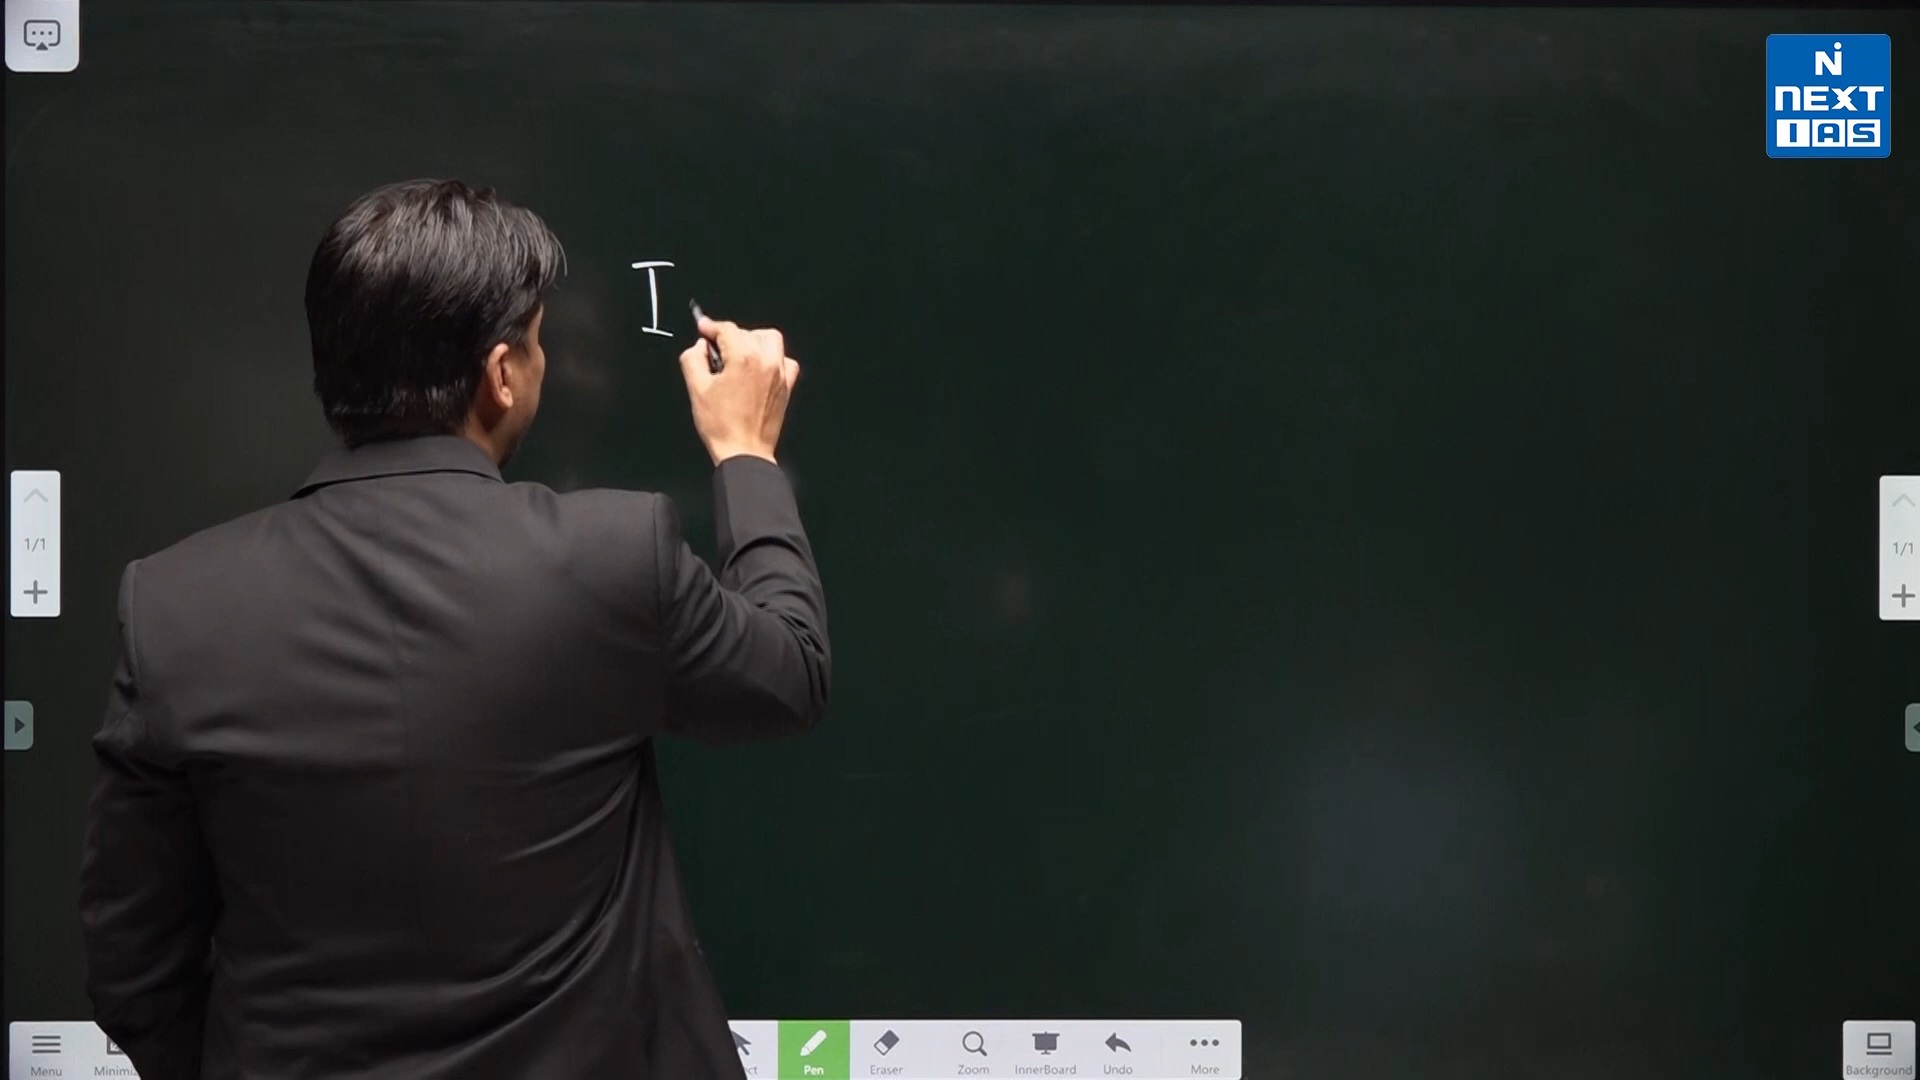 NEXT
IAS
I
1/1
1/1
Menu
Pen
Eraser
Zoom
InnerBoard
Undo
More
Background